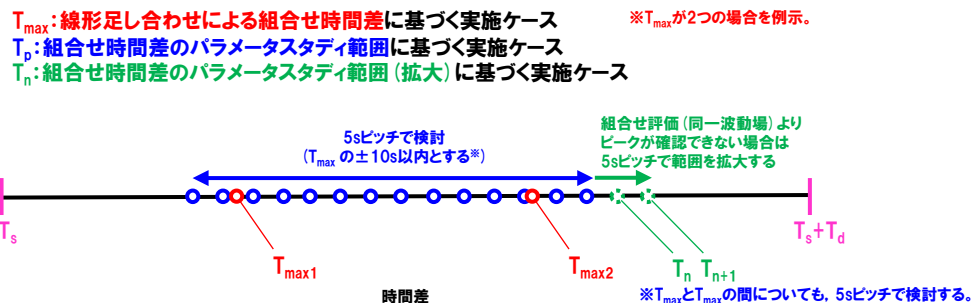 Tmax：線形足し合わせによる組合せ時間差に基づく実施ケース
※Tmaxが2つの場合を例示。
Tp：組合せ時間差のパラメータスタディ範囲に基づく実施ケース
Tn：組合せ時間差のパラメータスタディ範囲（拡大）に基づく実施ケース
5sピッチで検討
（Tmax の±10s以内とする※）
組合せ評価（同一波動場）より
ピークが確認できない場合は
5sピッチで範囲を拡大する
Ts
Ts+Td
Tmax1
Tmax2
Tn
Tn+1
時間差
※TmaxとTmaxの間についても，5sピッチで検討する。